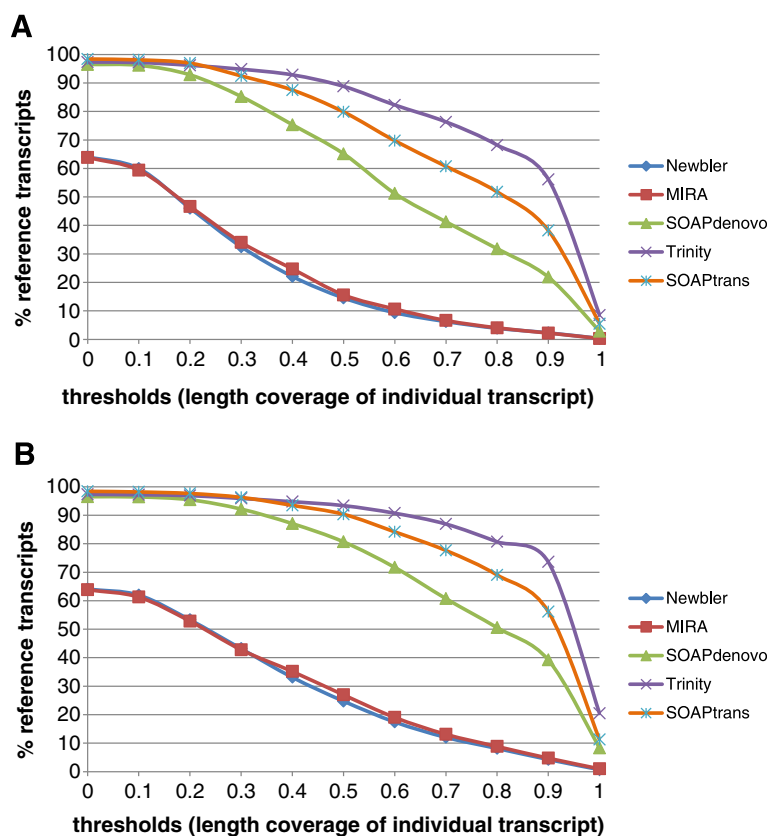 A
% reference transcripts
100
90
80
70
60
50
40
30
20
10
0
0 0.1 0.2 0.3 0.4 0.5 0.6 0.7 0.8 0.9 1
thresholds (length coverage of individual transcript)
Newbler
MIRA
SOAPdenovo
Trinity
SOAPtrans
B
% reference transcripts
100
90
80
70
60
50
40
30
20
10
0
0 0.1 0.2 0.3 0.4 0.5 0.6 0.7 0.8 0.9 1
thresholds (length coverage of individual transcript)
Newbler
MIRA
SOAPdenovo
Trinity
SOAPtrans